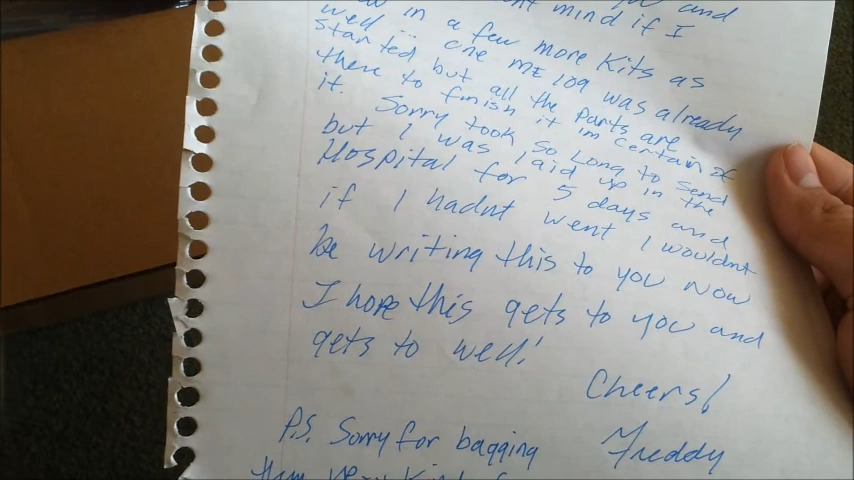 and
in a few mind if I
well... more Kits as
started one ME 109 was already
there but all the parts are
it. to finish it im certain of
Sorry took so Long to send
but I was laid up in the
Hospital for 5 days and
if I hadnt went I wouldnt
be writing this to you now
I hope this gets to you and
gets to well!
Cheers!
P.S. Sorry for bagging
Freddy